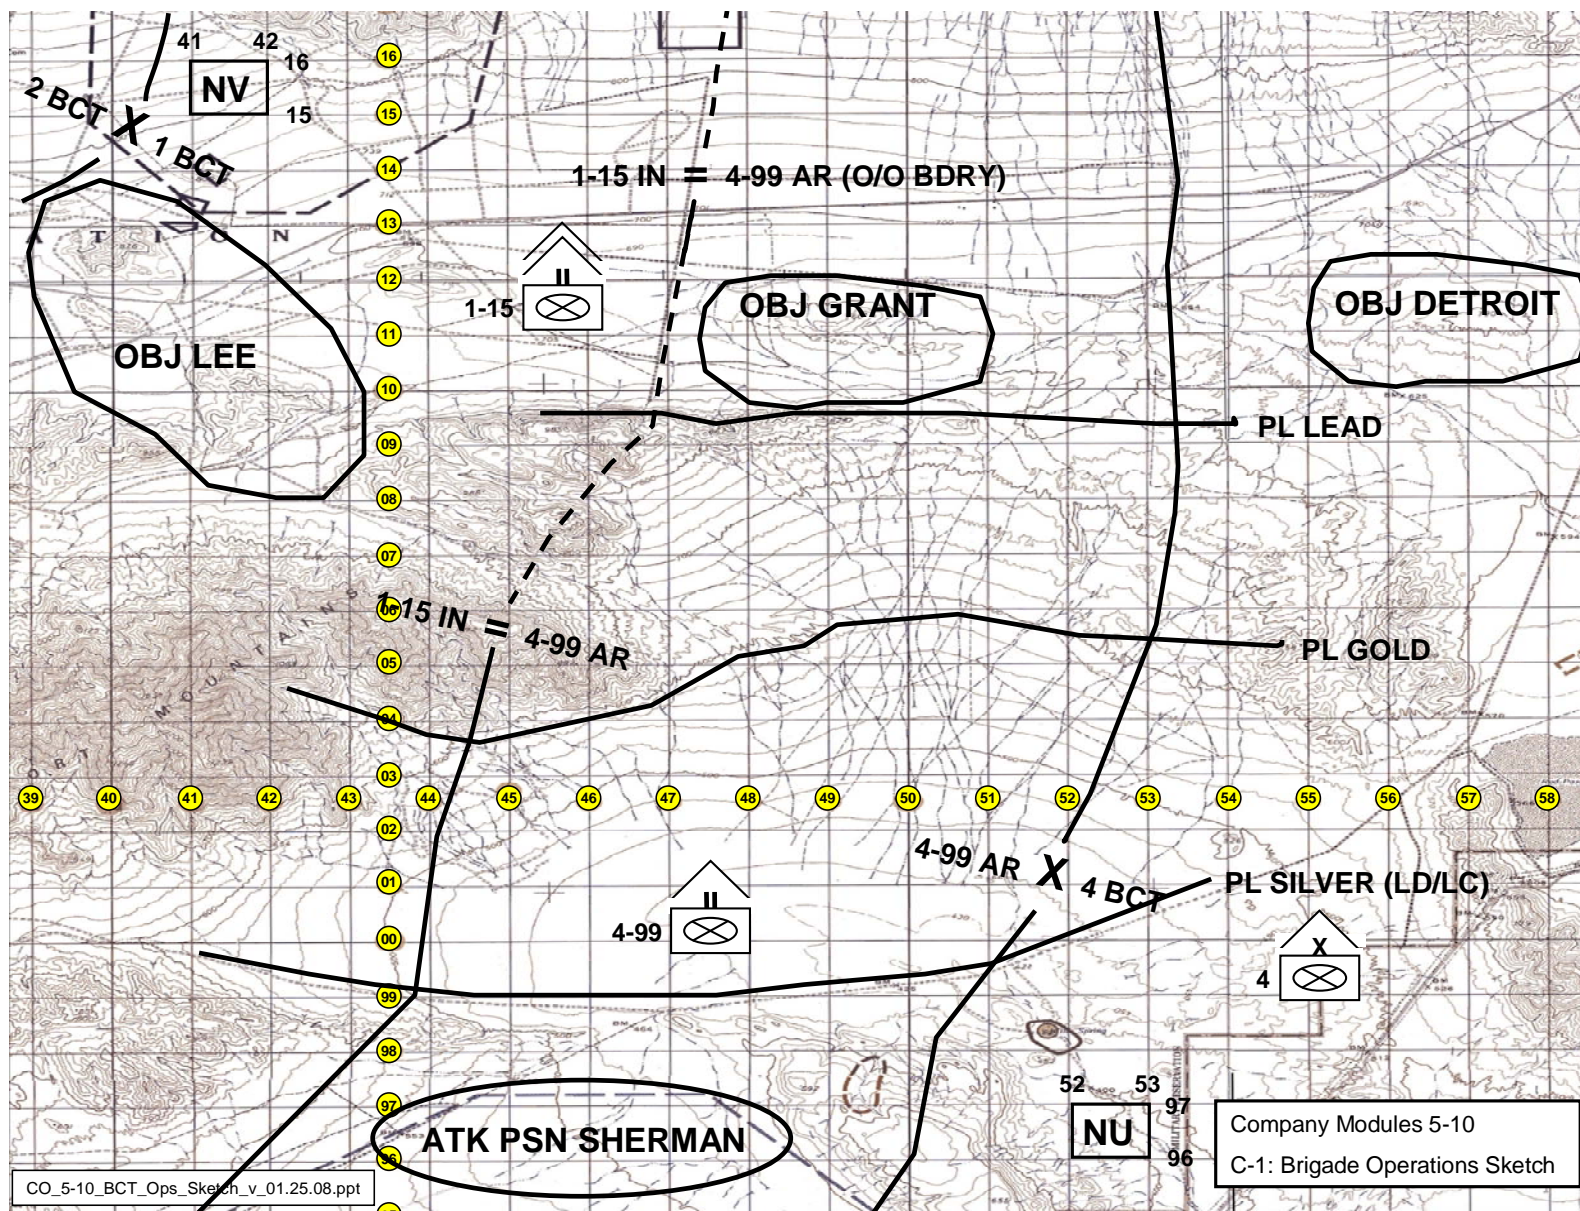 41 42
16
NV
15
2 BCT X 1 BCT
16
15
14
13
12
11
10
09
08
07
06
05
04
03
02
01
00
99
98
97
96
1-15 IN = 4-99 AR (O/O BDRY)
A T I O N
II
1-15
OBJ GRANT
OBJ DETROIT
OBJ LEE
PL LEAD
1-15 IN = 4-99 AR
PL GOLD
M O U N T A I N S
39 40 41 42 43 44 45 46 47 48 49 50 51 52 53 54 55 56 57 58
4-99 AR X 4 BCT
PL SILVER (LD/LC)
II
4-99
X
4
52 53
97
NU
96
ATK PSN SHERMAN
Company Modules 5-10
C-1: Brigade Operations Sketch
CO_5-10_BCT_Ops_Sketch_v_01.25.08.ppt